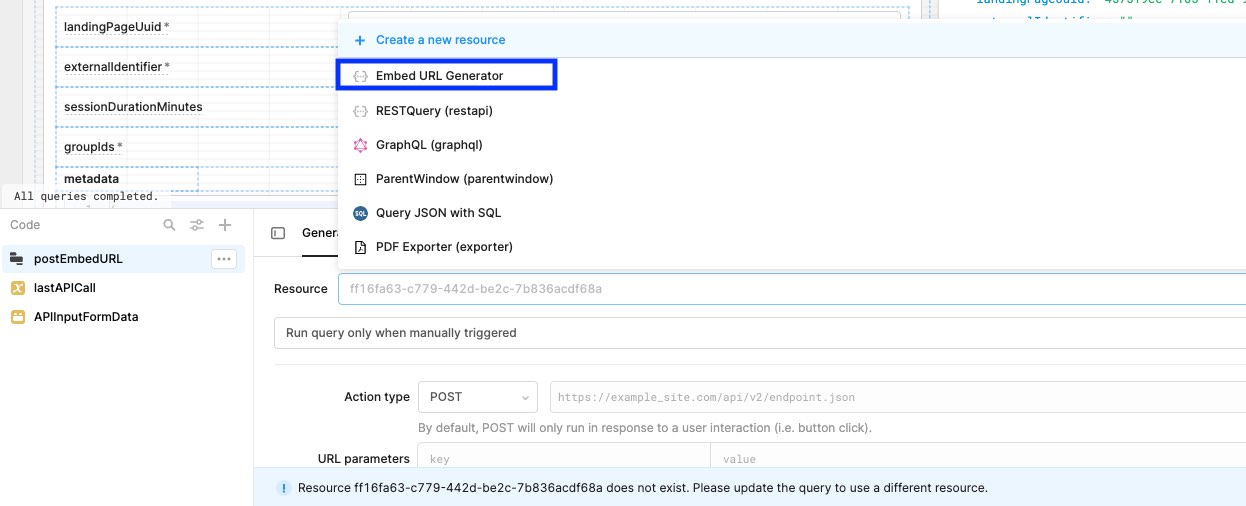 landingPageUuid *
externalIdentifier *
sessionDurationMinutes
groupIds *
metadata
+ Create a new resource
Embed URL Generator
RESTQuery (restapi)
GraphQL (graphql)
ParentWindow (parentwindow)
SQL Query JSON with SQL
PDF Exporter (exporter)
All queries completed.
Code
postEmbedURL
lastAPICall
APIInputFormData
Gener
Resource ff16fa63-c779-442d-be2c-7b836acdf68a
Run query only when manually triggered
Action type POST https://example_site.com/api/v2/endpoint.json
By default, POST will only run in response to a user interaction (i.e. button click).
URL parameters key value
Resource ff16fa63-c779-442d-be2c-7b836acdf68a does not exist. Please update the query to use a different resource.